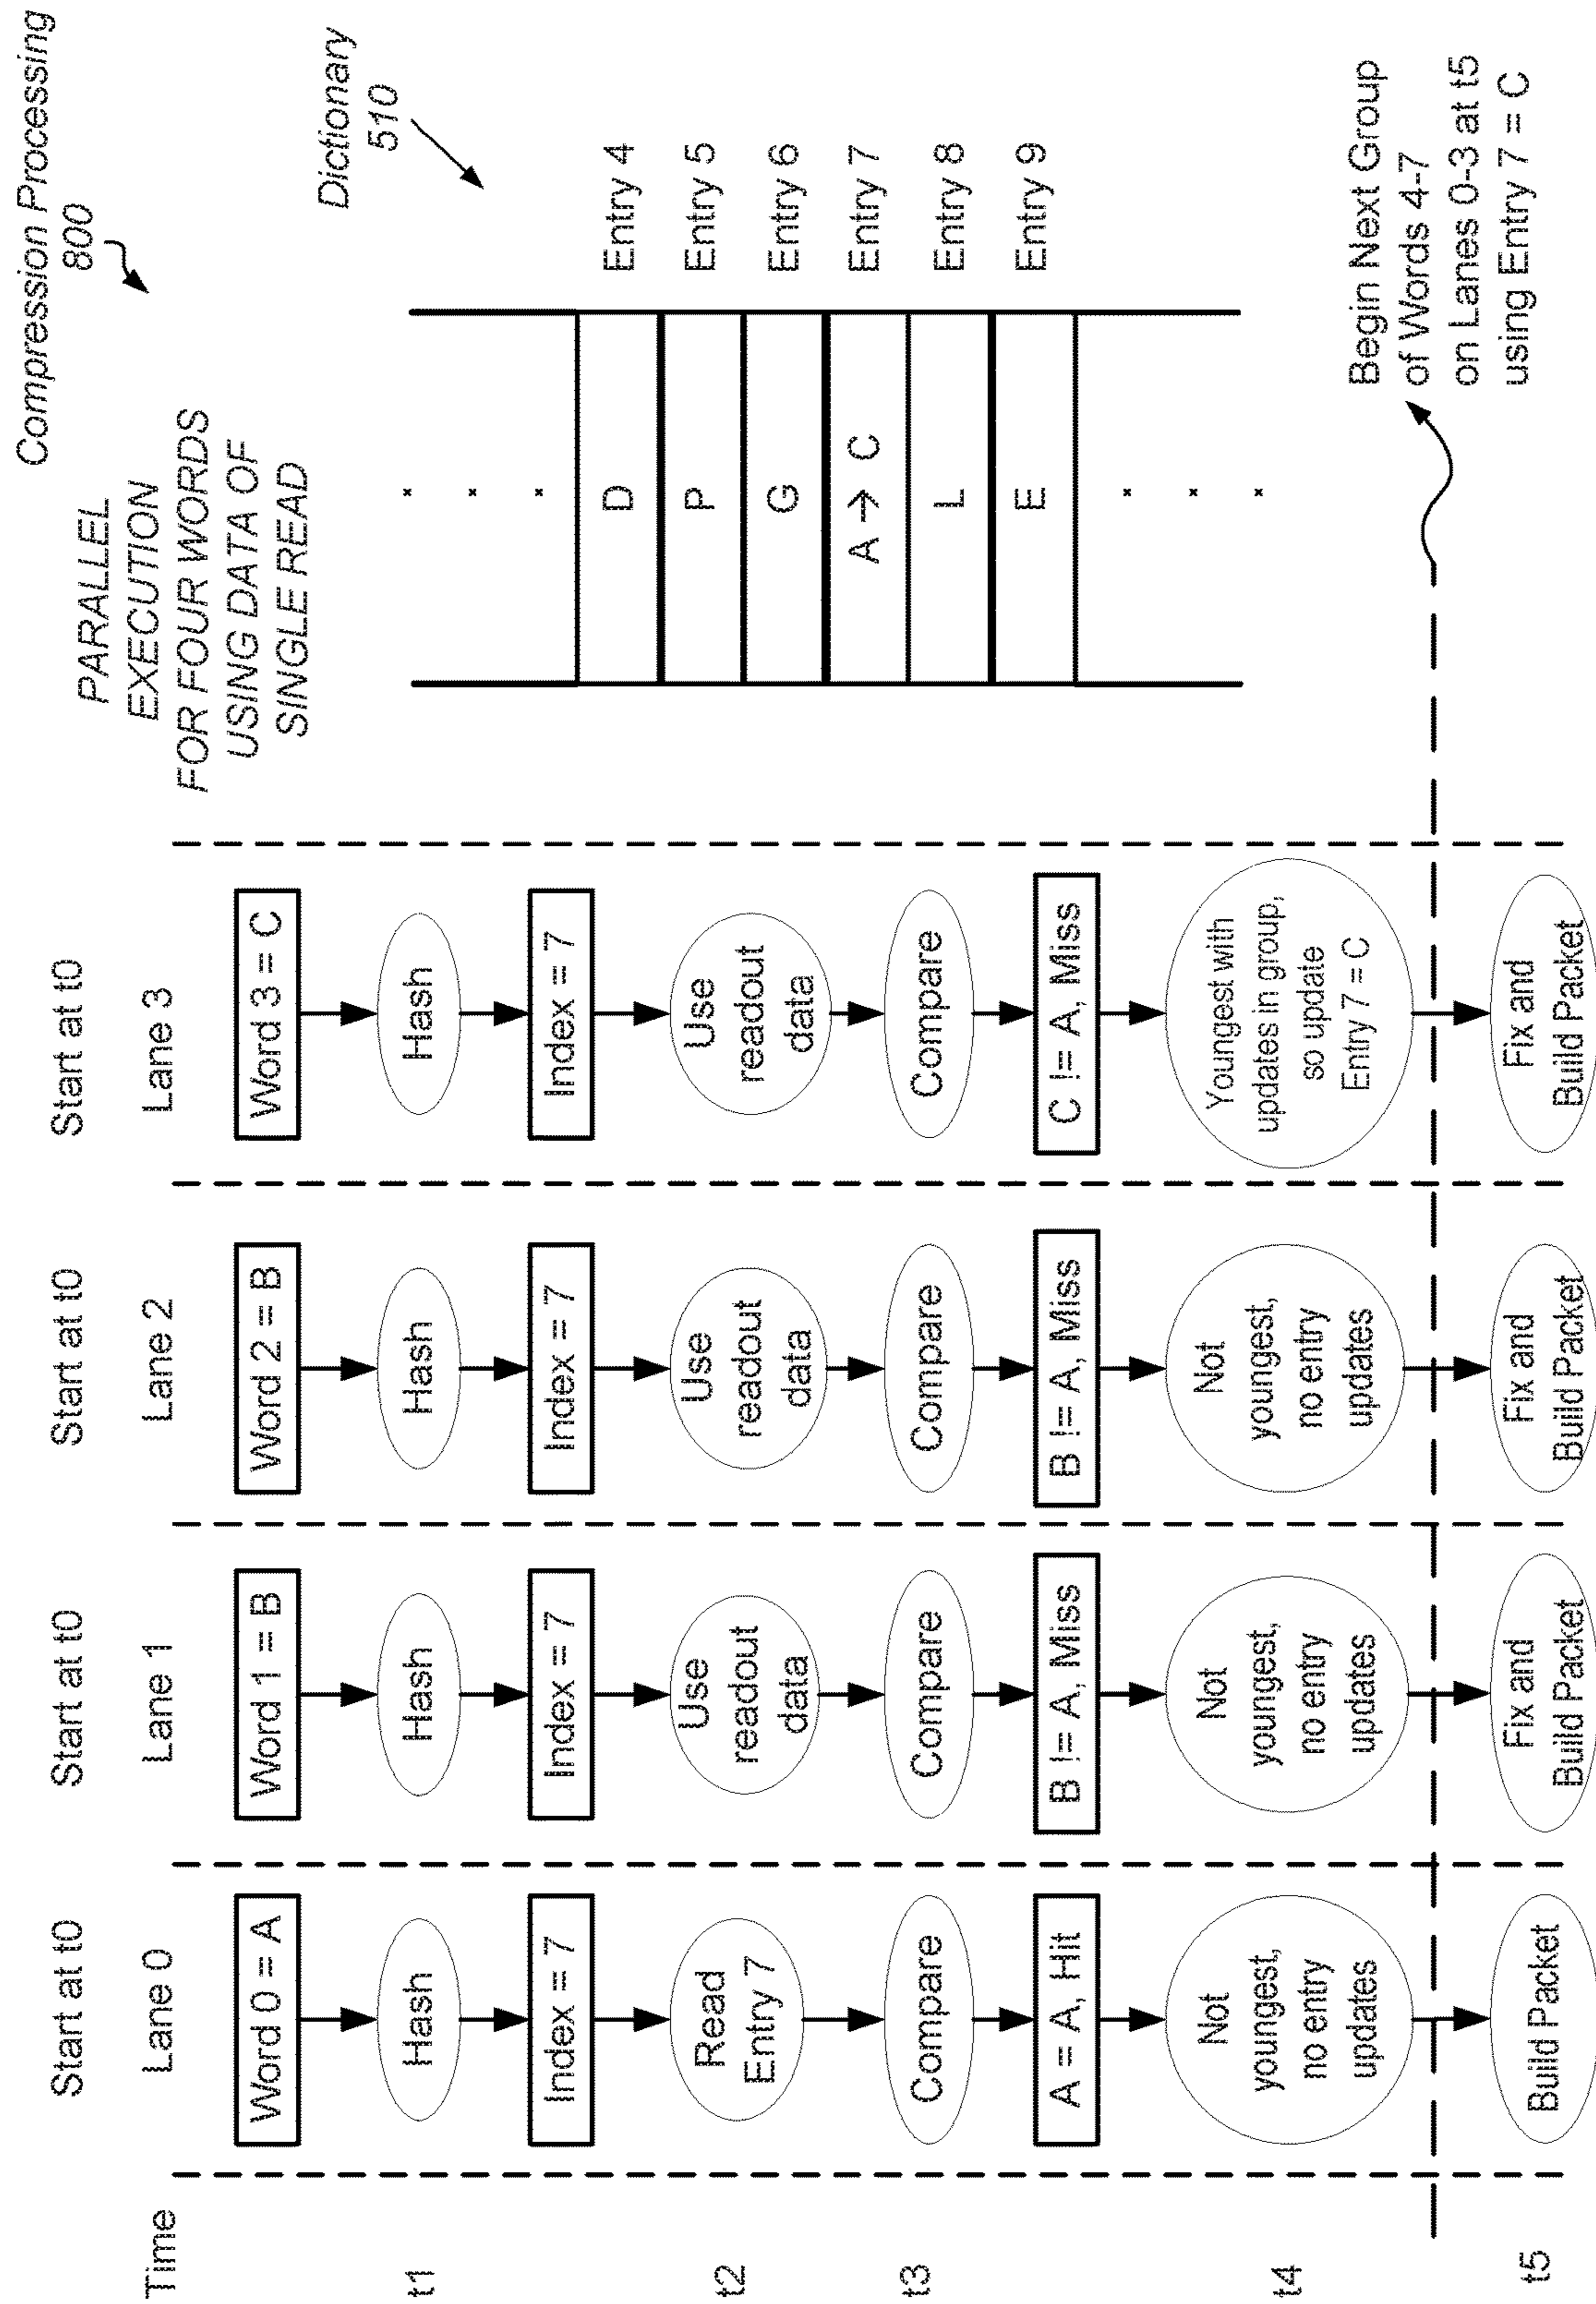 Compression Processing
800
PARALLEL
EXECUTION
FOR FOUR WORDS
USING DATA OF
SINGLE READ
Start at t0
Start at t0
Start at t0
Start at t0
Time
Lane 0
Lane 1
Lane 2
Lane 3
Word 0 = A
Word 1 = B
Word 2 = B
Word 3 = C
t1
Hash
Hash
Hash
Hash
Index = 7
Index = 7
Index = 7
Index = 7
t2
Read
Entry 7
Use
readout
data
Use
readout
data
Use
readout
data
t3
Compare
Compare
Compare
Compare
A = A, Hit
B != A, Miss
B != A, Miss
C != A, Miss
t4
Not
youngest,
no entry
updates
Not
youngest,
no entry
updates
Not
youngest,
no entry
updates
Youngest with
updates in group,
so update
Entry 7 = C
t5
Build Packet
Fix and
Build Packet
Fix and
Build Packet
Fix and
Build Packet
Dictionary
510
D
Entry 4
P
Entry 5
G
Entry 6
A → C
Entry 7
L
Entry 8
E
Entry 9
Begin Next Group
of Words 4-7
on Lanes 0-3 at t5
using Entry 7 = C